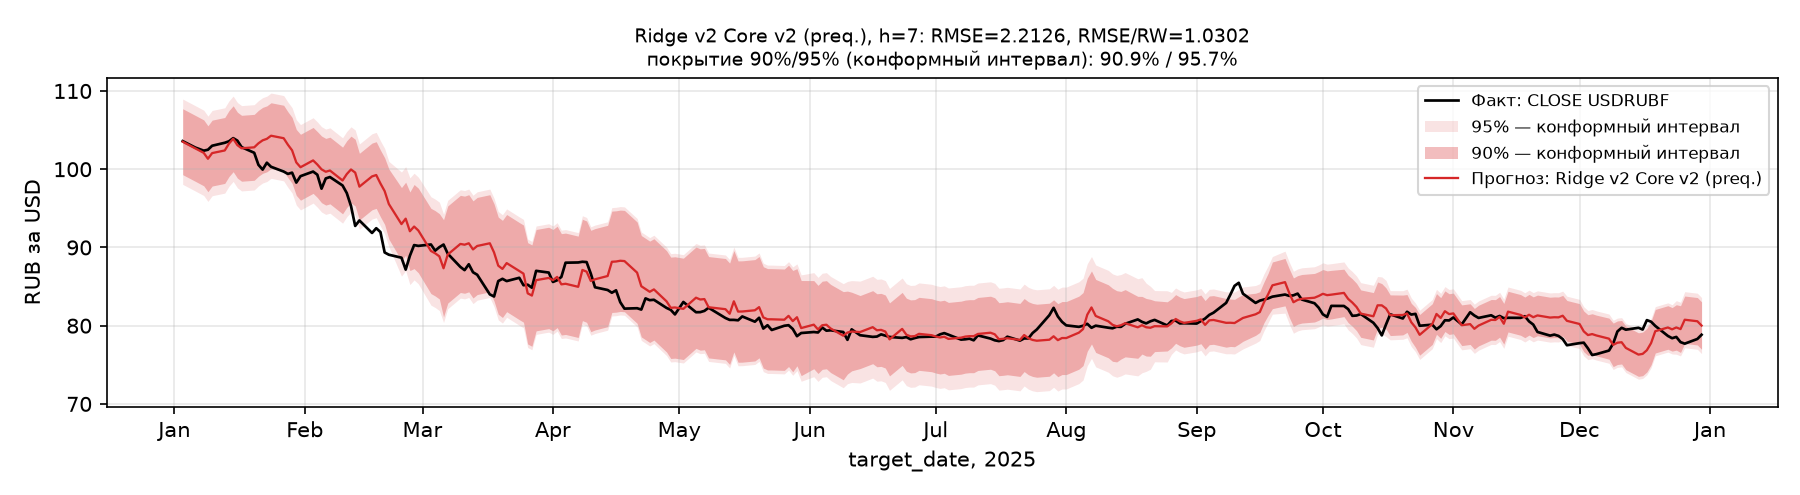 Ridge v2 Core v2 (preq.), h=7: RMSE=2.2126, RMSE/RW=1.0302
покрытие 90%/95% (конформный интервал): 90.9% / 95.7%
110
100
90
80
70
RUB за USD
Факт: CLOSE USDRUBF
95% — конформный интервал
90% — конформный интервал
Прогноз: Ridge v2 Core v2 (preq.)
Jan Feb Mar Apr May Jun Jul Aug Sep Oct Nov Dec Jan
target_date, 2025